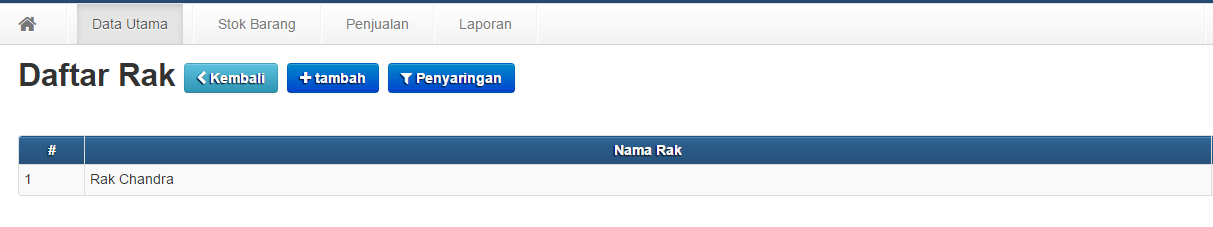 Data Utama Stok Barang Penjualan Laporan
Daftar Rak Kembali tambah Penyaringan
# Nama Rak
1 Rak Chandra